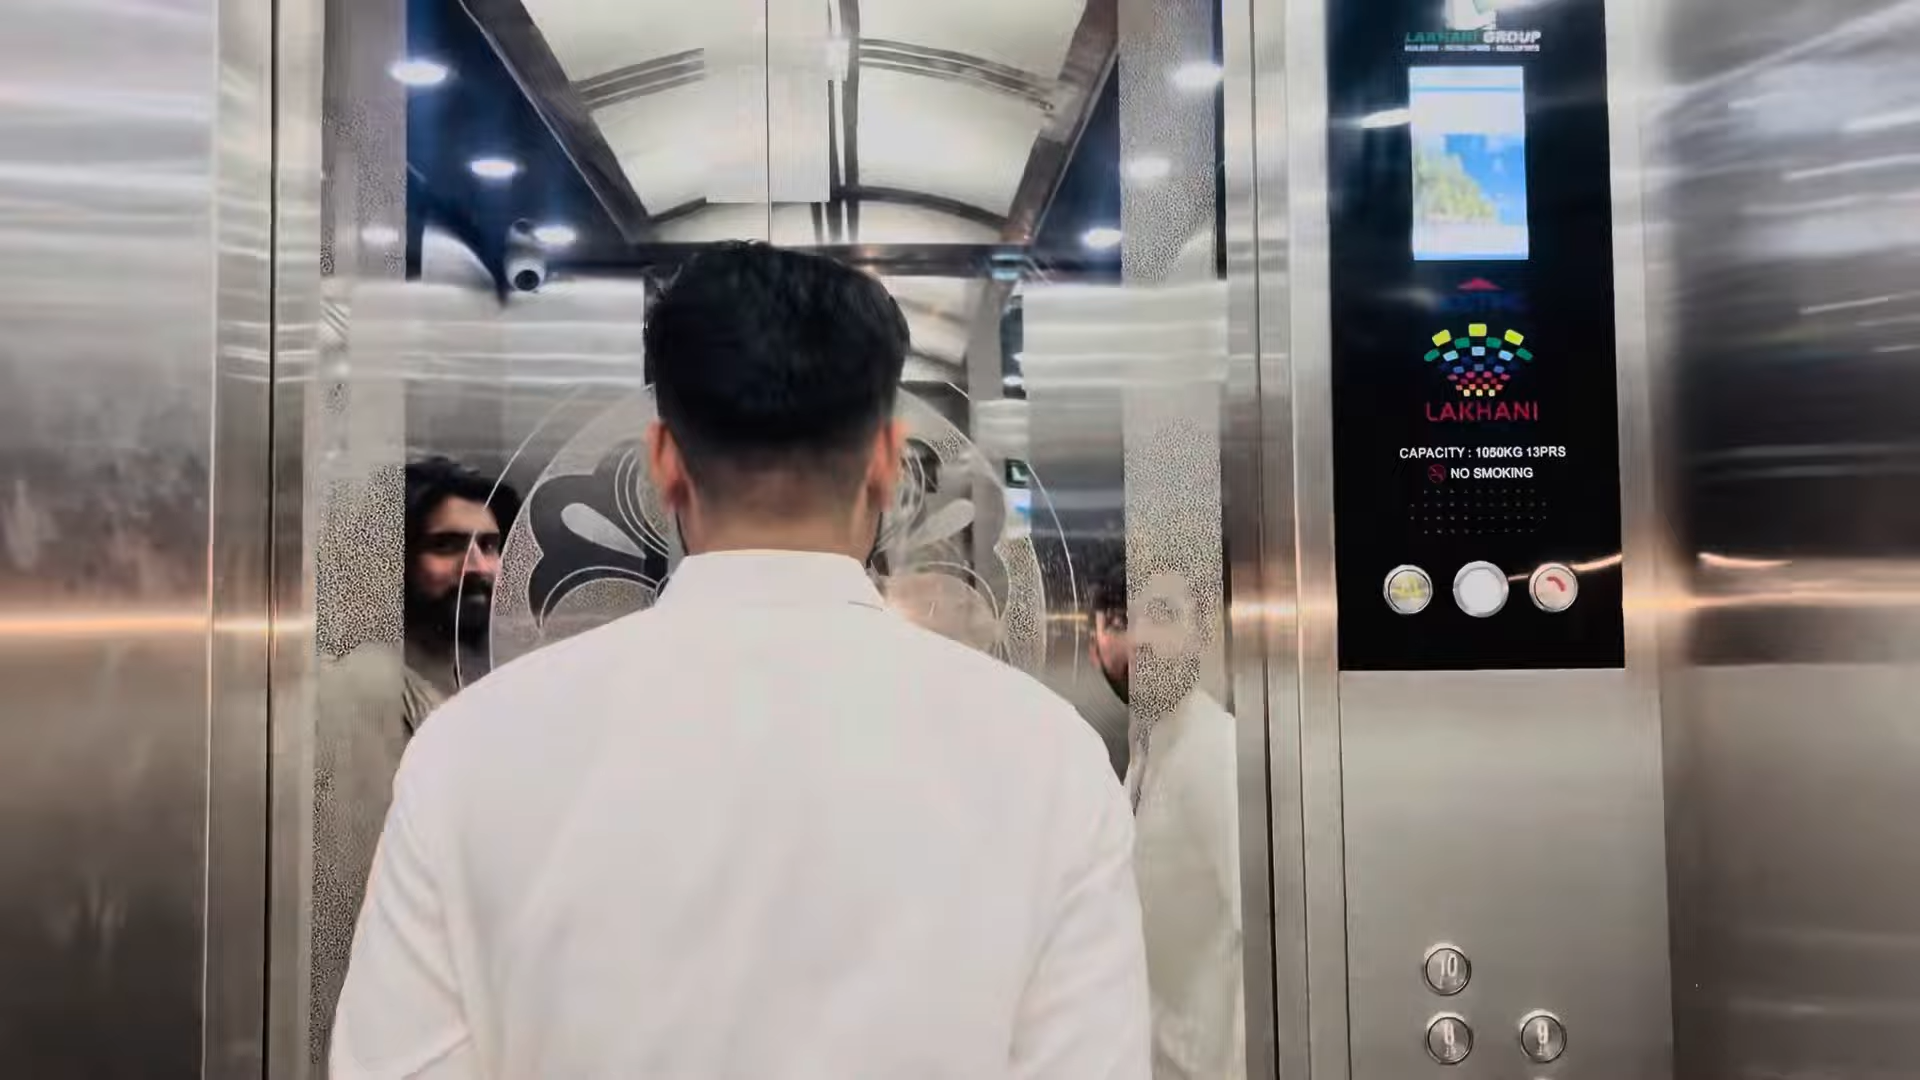 LAKHANI GROUP
LAKHANI
CAPACITY : 1050KG 13PRS
NO SMOKING
10
8
9